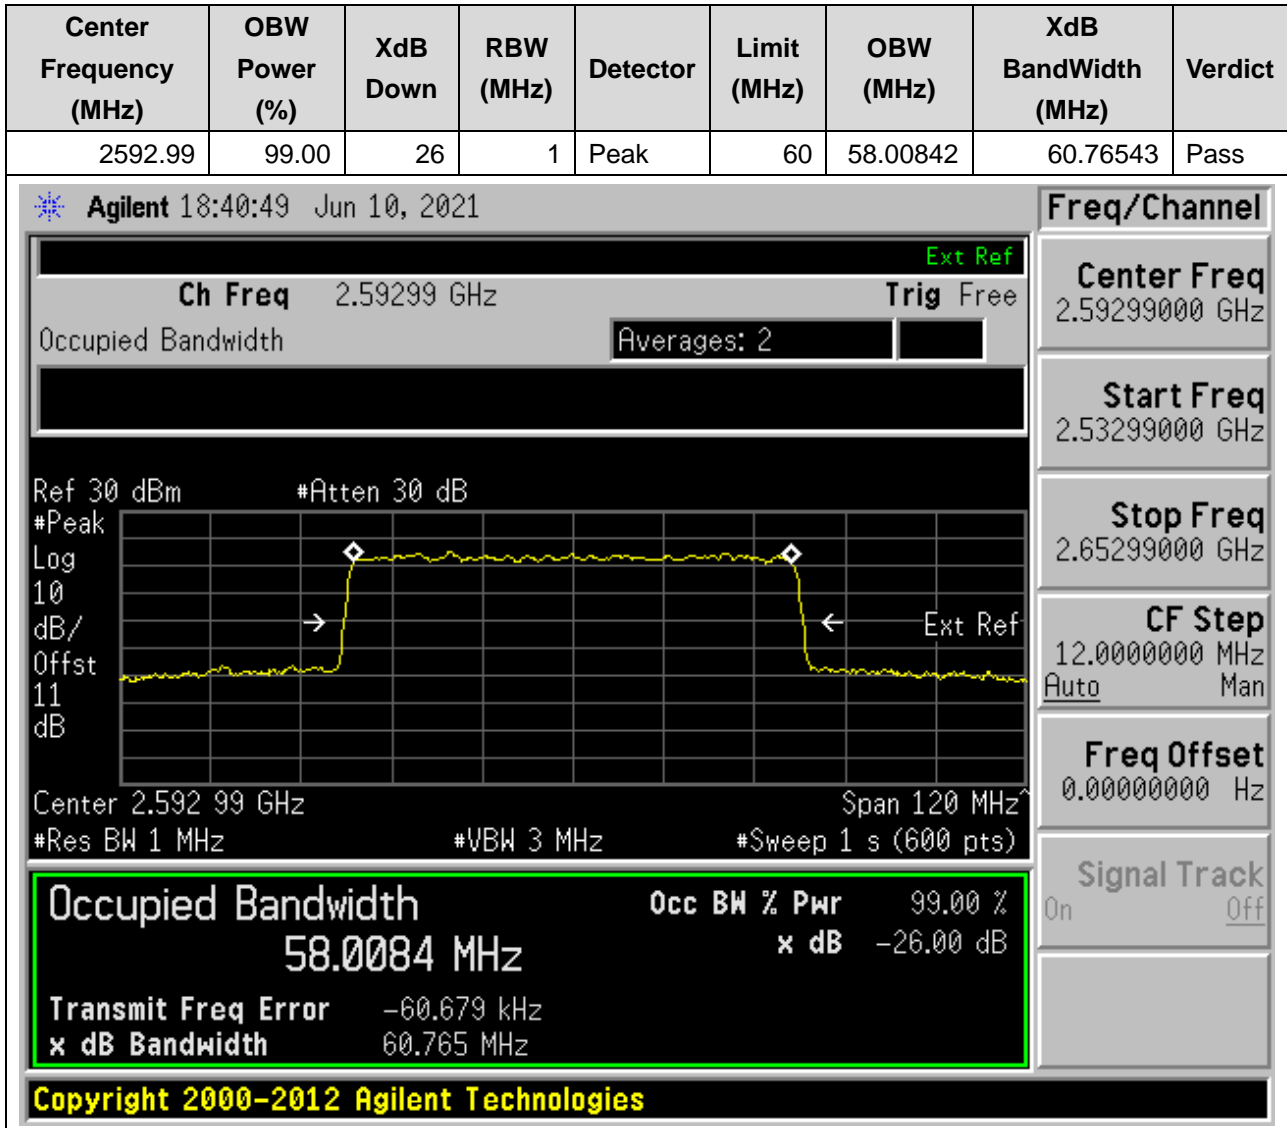 Center Frequency (MHz) OBW Power (%) XdB Down RBW (MHz) Detector Limit (MHz) OBW (MHz) XdB BandWidth (MHz) Verdict
2592.99 99.00 26 1 Peak 60 58.00842 60.76543 Pass
Agilent 18:40:49 Jun 10, 2021
Freq/Channel
Ext Ref
Ch Freq 2.59299 GHz Trig Free
Occupied Bandwidth Averages: 2
Ref 30 dBm #Atten 30 dB
#Peak
Log
10
dB/
Offst
11
dB
Ext Ref
Center 2.592 99 GHz Span 120 MHz^
#Res BW 1 MHz #VBW 3 MHz #Sweep 1 s (600 pts)
Occupied Bandwidth Occ BW % Pwr 99.00 %
58.0084 MHz x dB -26.00 dB
Transmit Freq Error -60.679 kHz
x dB Bandwidth 60.765 MHz
Center Freq
2.59299000 GHz
Start Freq
2.53299000 GHz
Stop Freq
2.65299000 GHz
CF Step
12.0000000 MHz
Auto Man
Freq Offset
0.00000000 Hz
Signal Track
On Off
Copyright 2000-2012 Agilent Technologies